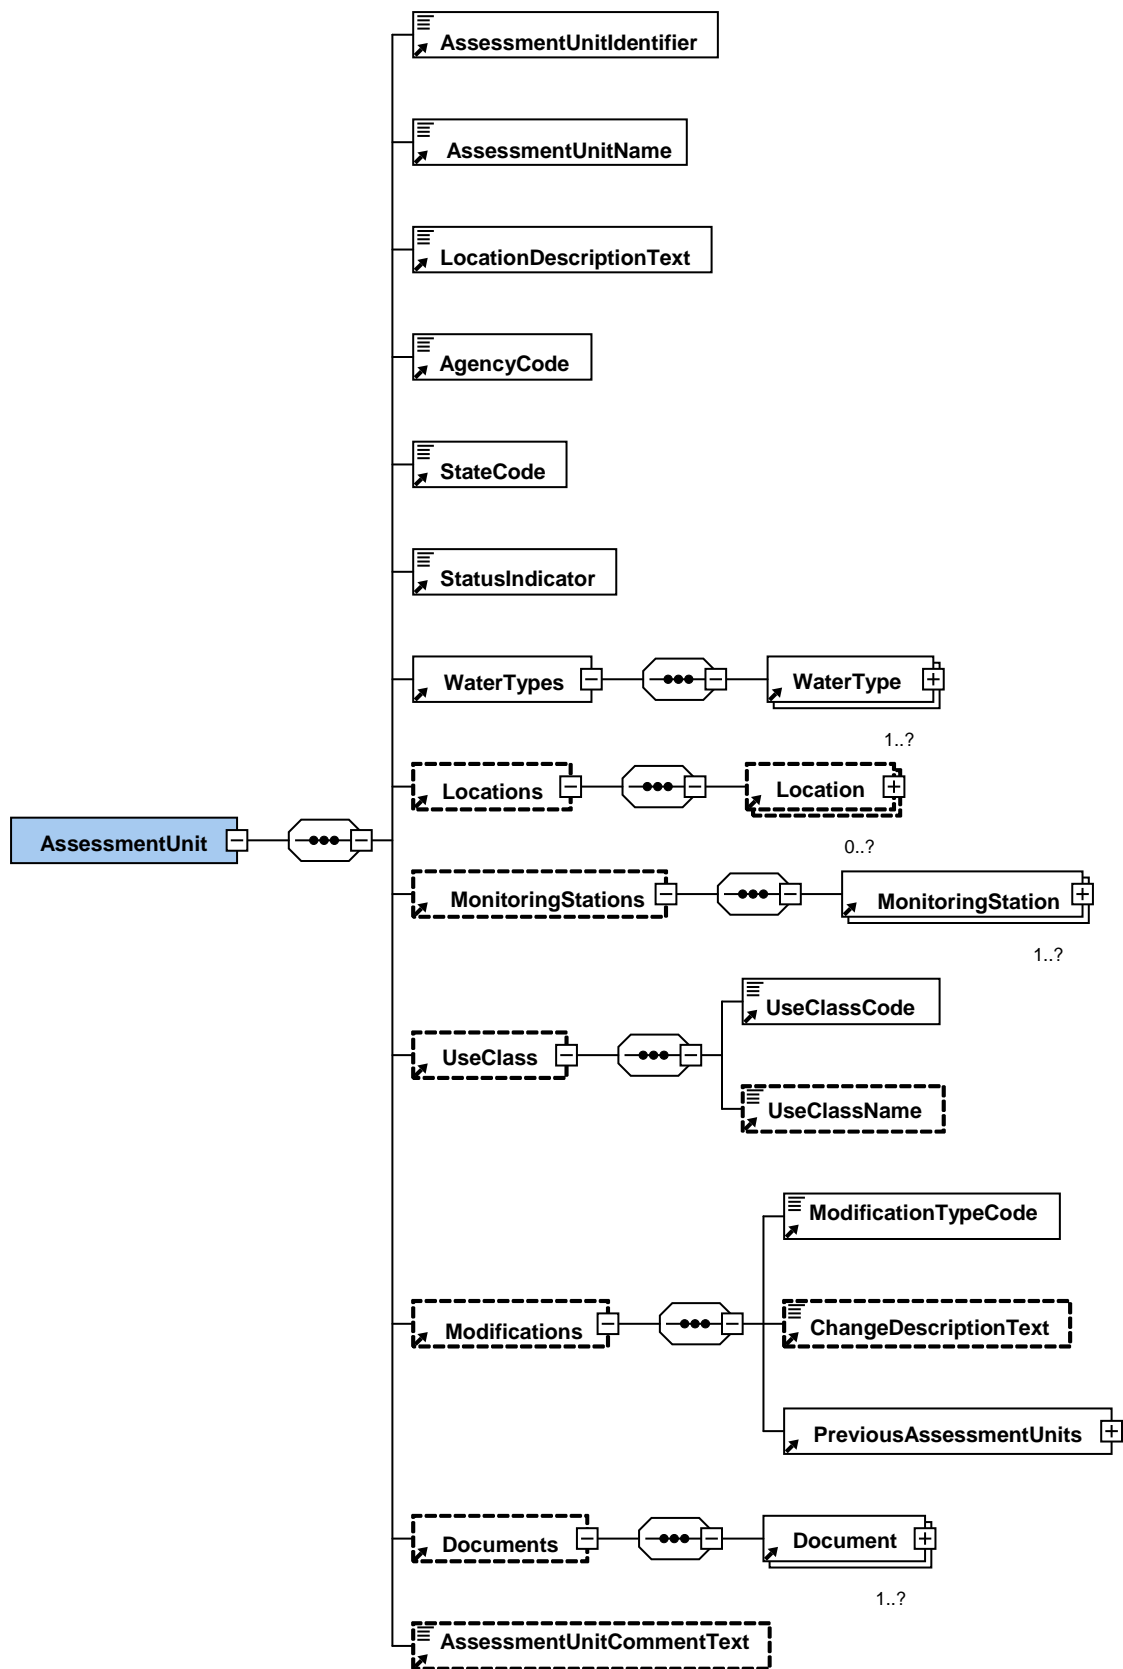 AssessmentUnitIdentifier
AssessmentUnitName
LocationDescriptionText
AgencyCode
StateCode
StatusIndicator
WaterTypes
WaterType
1..?
Locations
Location
0..?
AssessmentUnit
MonitoringStations
MonitoringStation
1..?
UseClass
UseClassCode
UseClassName
Modifications
ModificationTypeCode
ChangeDescriptionText
PreviousAssessmentUnits
Documents
Document
1..?
AssessmentUnitCommentText